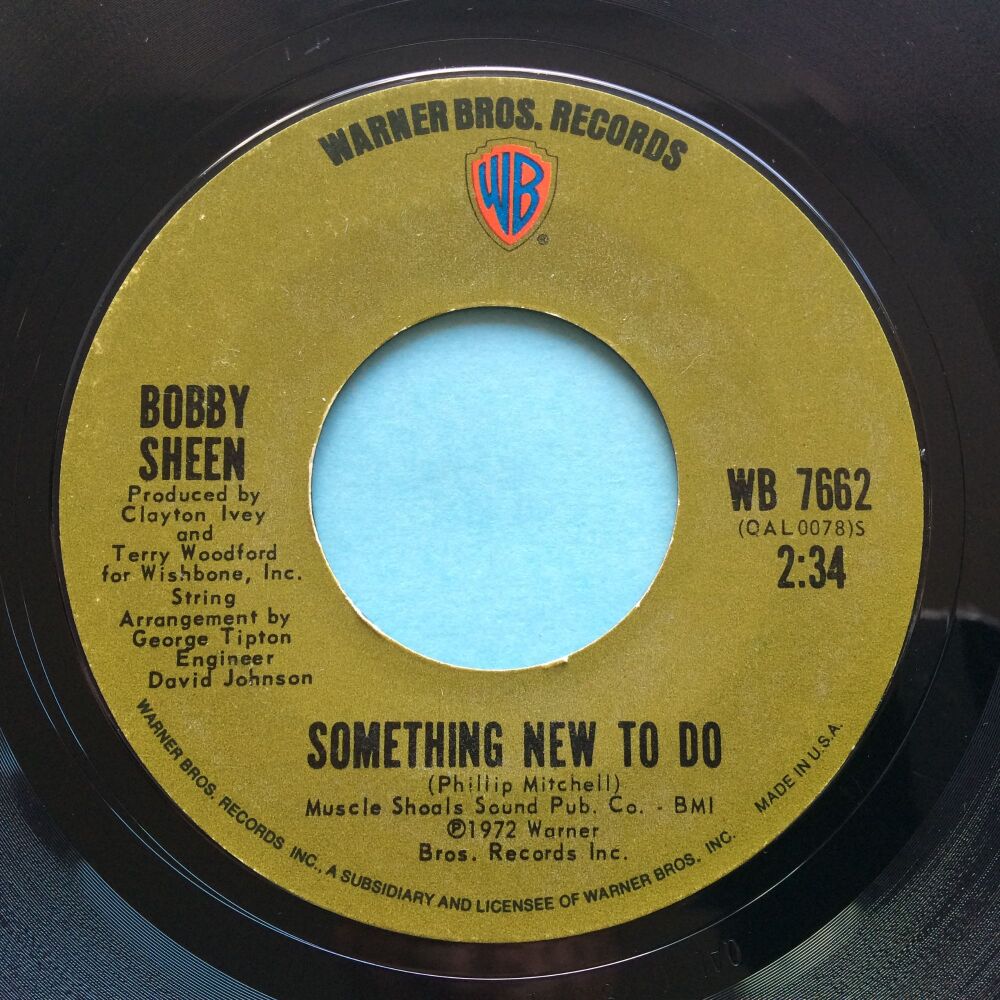 WARNER BROS. RECORDS
WB
®
BOBBY
SHEEN
Produced by
Clayton Ivey
and
Terry Woodford
for Wishbone, Inc.
String
Arrangement by
George Tipton
Engineer
David Johnson
WB 7662
(QAL0078)S
2:34
SOMETHING NEW TO DO
(Phillip Mitchell)
Muscle Shoals Sound Pub. Co. - BMI
℗1972 Warner
Bros. Records Inc.
WARNER BROS. RECORDS INC., A SUBSIDIARY AND LICENSEE OF WARNER BROS. INC.
MADE IN U.S.A.